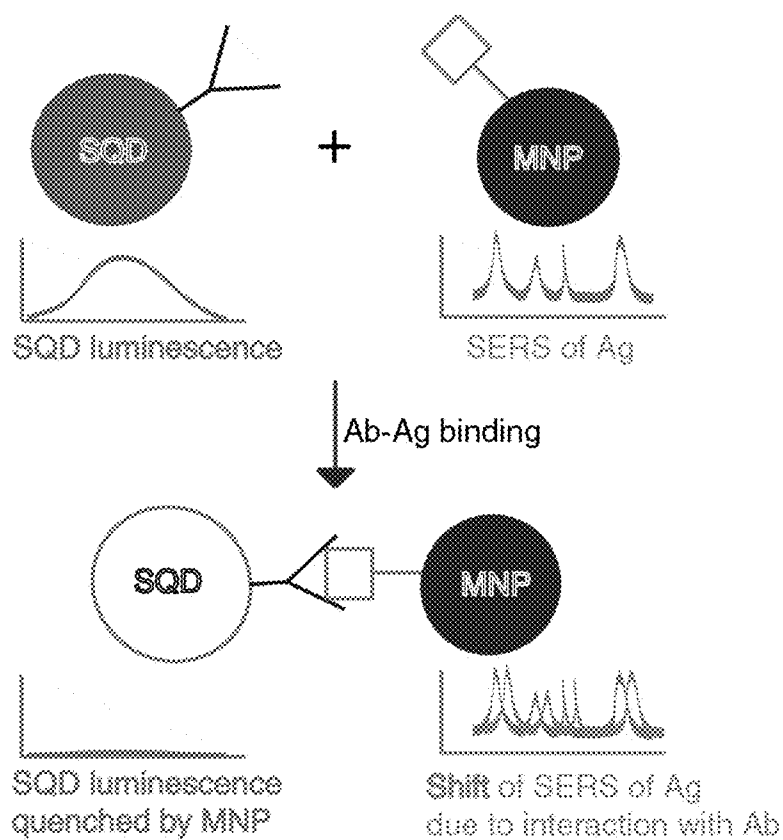 SQD
+
MNP
SQD luminescence
SERS of Ag
Ab-Ag binding
SQD
MNP
SQD luminescence
quenched by MNP
Shift of SERS of Ag
due to interaction with Ab